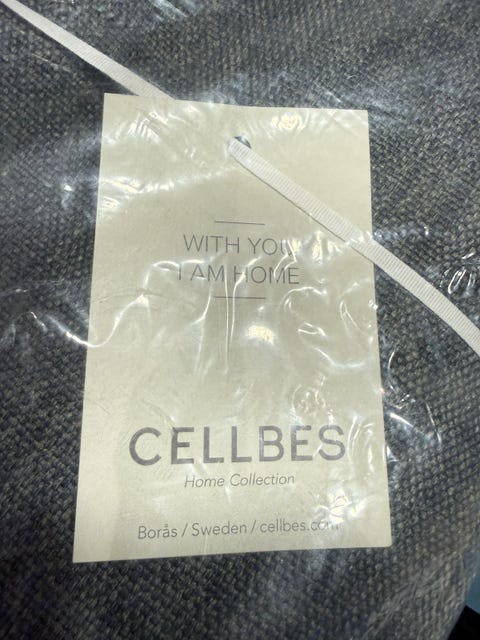 WITH YOU
I AM HOME
CELLBES
Home Collection
Borås / Sweden / cellbes.com